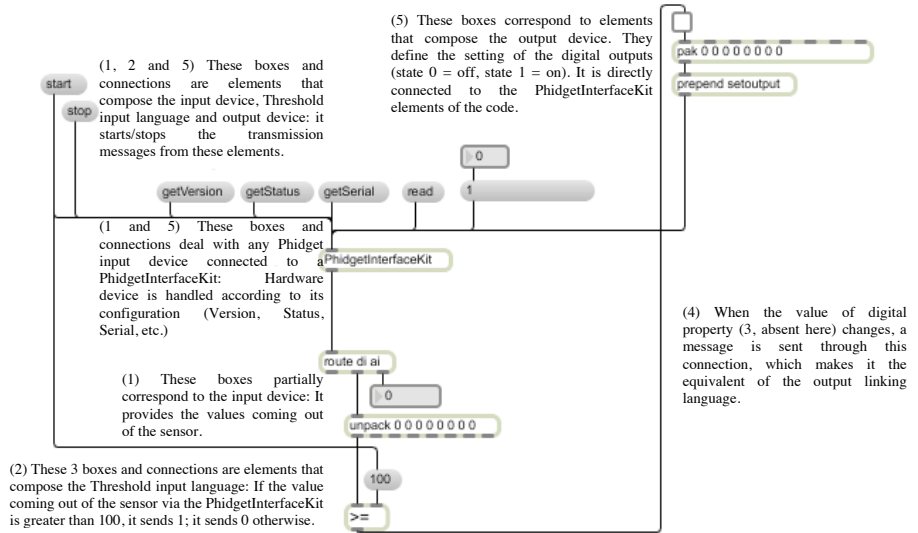 (5) These boxes correspond to elements
that compose the output device. They
define the setting of the digital outputs
(state 0 = off, state 1 = on). It is directly
connected to the PhidgetInterfaceKit
elements of the code.
pak 0 0 0 0 0 0 0 0
prepend setoutput
start
stop
(1, 2 and 5) These boxes and
connections are elements that
compose the input device, Threshold
input language and output device: it
starts/stops the transmission
messages from these elements.
0
getVersion
getStatus
getSerial
read
1
(1 and 5) These boxes and
connections deal with any Phidget
input device connected to a
PhidgetInterfaceKit: Hardware
device is handled according to its
configuration (Version, Status,
Serial, etc.)
PhidgetInterfaceKit
(4) When the value of digital
property (3, absent here) changes, a
message is sent through this
connection, which makes it the
equivalent of the output linking
language.
route di ai
(1) These boxes partially
correspond to the input device: It
provides the values coming out
of the sensor.
0
unpack 0 0 0 0 0 0 0 0
(2) These 3 boxes and connections are elements that
compose the Threshold input language: If the value
coming out of the sensor via the PhidgetInterfaceKit
is greater than 100, it sends 1; it sends 0 otherwise.
100
>=